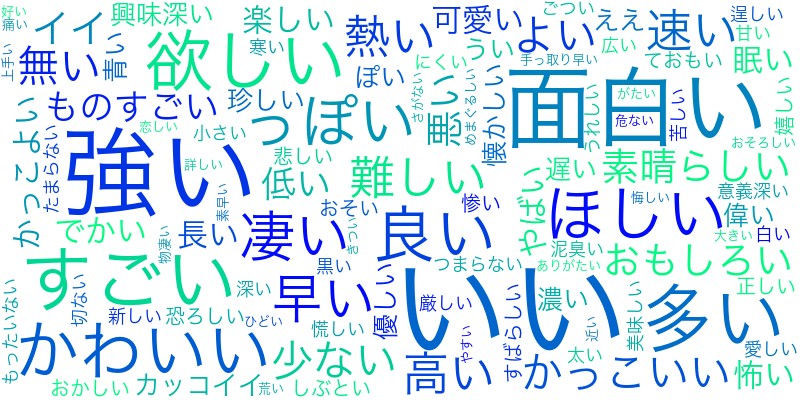 好い
痛い
上手い
イイ
無い
青い
興味深い
欲しい
楽しい
寒い
熱い
可愛い
うい
よい
ごつい
ええ
広い
速い
逞しい
甘い
眠い
手っ取り早い
ておもい
にくい
ぽい
さがない
めまぐるしい
悪い
懐かしい
面白い
がたい
危ない
うれしい
苦しい
嬉しい
おそろしい
ものすごい
珍しい
っぽい
かっこよい
たまらない
強い
恋しい
小さい
詳しい
素早い
悲しい
低い
難しい
遅い
素晴らしい
やばい
ほしい
悔しい
意義深い
偉い
白い
大きい
でかい
物凄い
長い
凄い
おそい
きつい
黒い
良い
惨い
つまらない
泥臭い
ありがたい
おもしろい
すごい
深い
早い
優しい
厳しい
いい
濃い
すばらしい
多い
美味しい
正しい
もったいない
切ない
新しい
恐ろしい
ひどい
慌しい
かわいい
少ない
高い
やすい
近い
太い
かっこいい
愛しい
怖い
おかしい
カッコイイ
荒い
しぶとい